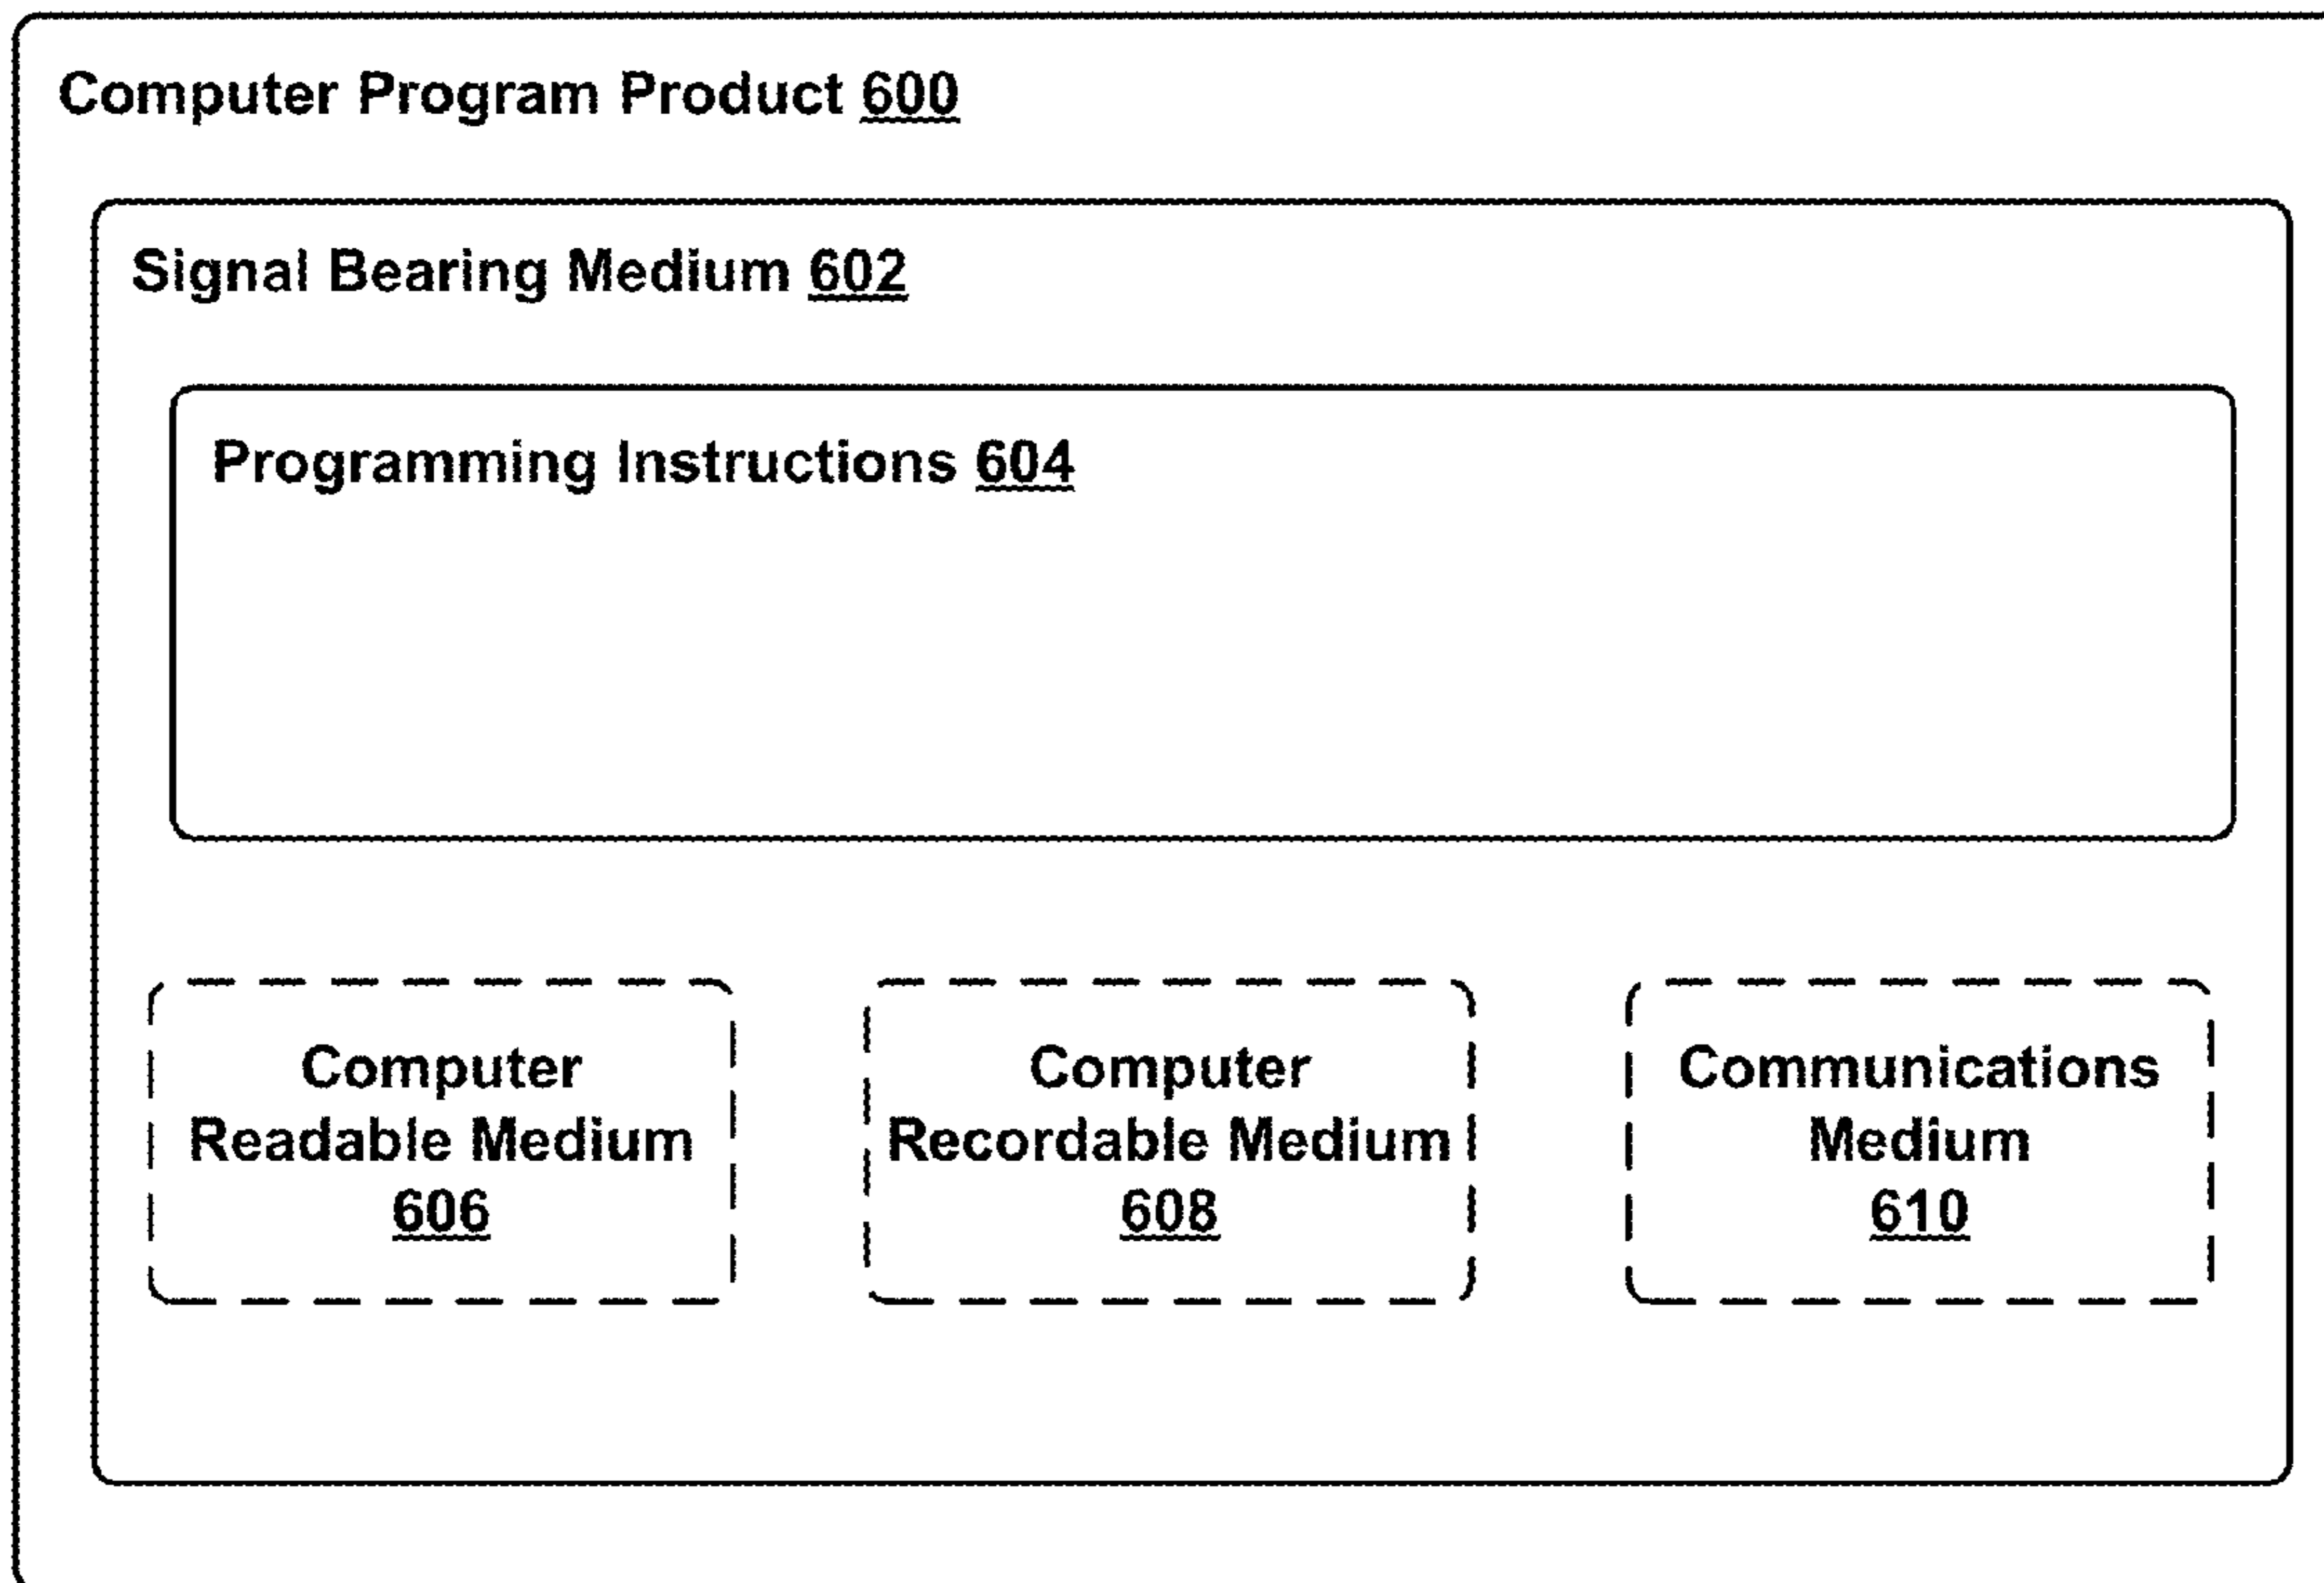 Computer Program Product 600
Signal Bearing Medium 602
Programming Instructions 604
Computer
Readable Medium
606
Computer
Recordable Medium
608
Communications
Medium
610